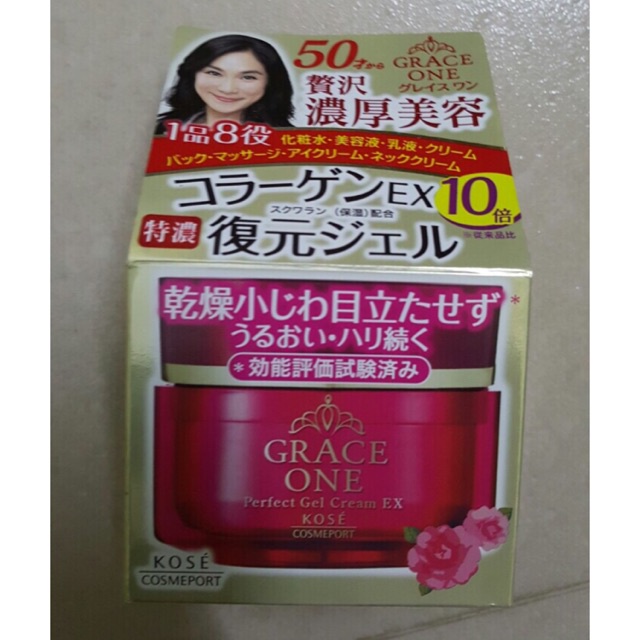 50才から
GRACE
ONE
グレイス ワン
贅沢
濃厚美容
1品8役 化粧水・美容液・乳液・クリーム
パック・マッサージ・アイクリーム・ネッククリーム
コラーゲンEX 10倍
スクワラン (保湿)配合
※従来品比
特濃 復元ジェル
乾燥小じわ目立たせず*
うるおい・ハリ続く
*効能評価試験済み
GRACE
ONE
Perfect Gel Cream EX
KOSÉ
COSMEPORT
KOSÉ
COSMEPORT